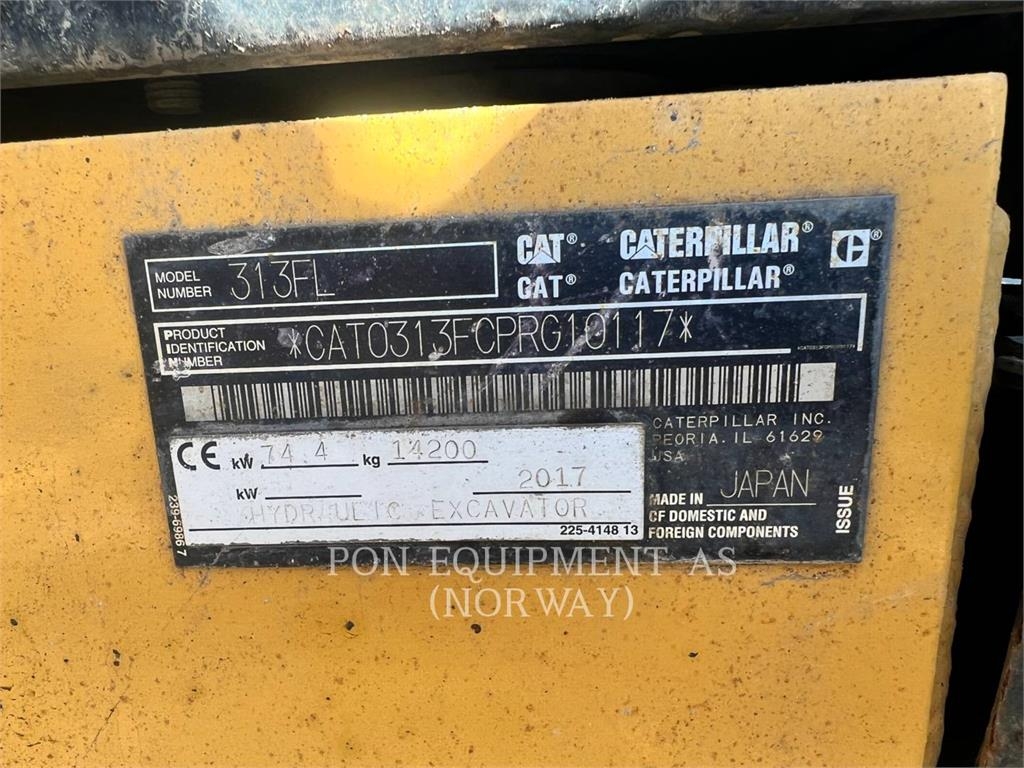 MODEL NUMBER 313FL
CAT® CATERPILLAR®
CAT® CATERPILLAR®
PRODUCT
IDENTIFICATION
NUMBER
*CAT0313FCPRG10117*
CATERPILLAR INC.
PEORIA, IL 61629
USA
CE kW 74.4 kg 14200
kW 2017
HYDRAULIC EXCAVATOR
225-4148 13
239-6986 7
MADE IN JAPAN
CF DOMESTIC AND
FOREIGN COMPONENTS
ISSUE
PON EQUIPMENT AS
(NORWAY)